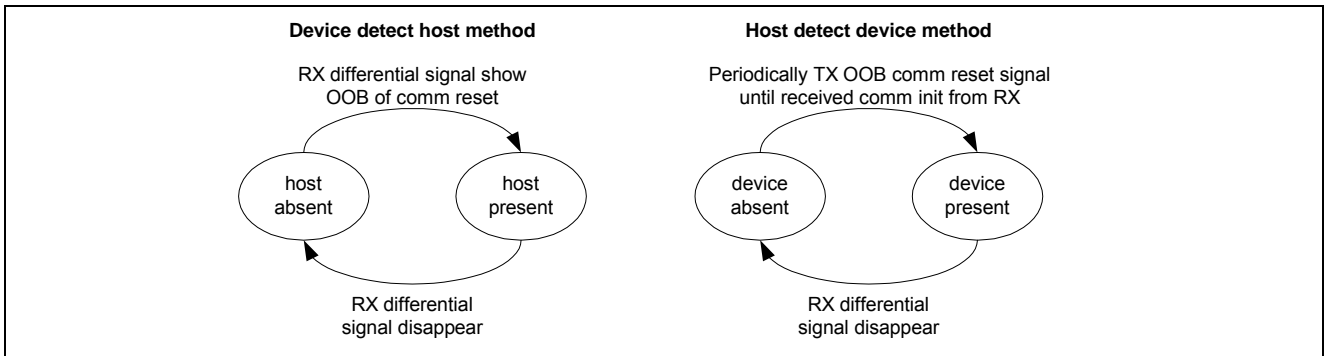 Device detect host method
RX differential signal show
OOB of comm reset
host
absent
host
present
RX differential
signal disappear
Host detect device method
Periodically TX OOB comm reset signal
until received comm init from RX
device
absent
device
present
RX differential
signal disappear